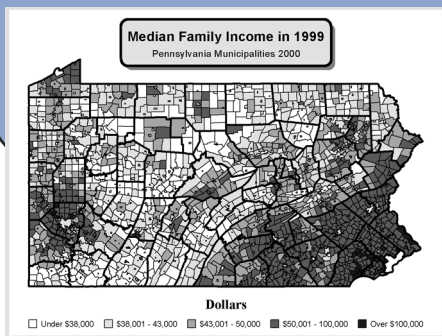 Median Family Income in 1999
Pennsylvania Municipalities 2000
Dollars
Under $38,000
$38,001 - 43,000
$43,001 - 50,000
$50,001 - 100,000
Over $100,000